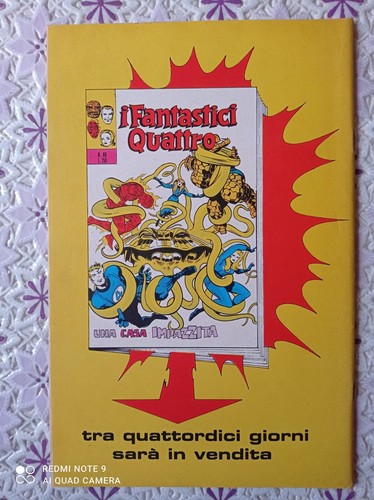 i Fantastici
Quattro
UNA CASA IMPAZZITA
tra quattordici giorni
sarà in vendita
REDMI NOTE 9
AI QUAD CAMERA